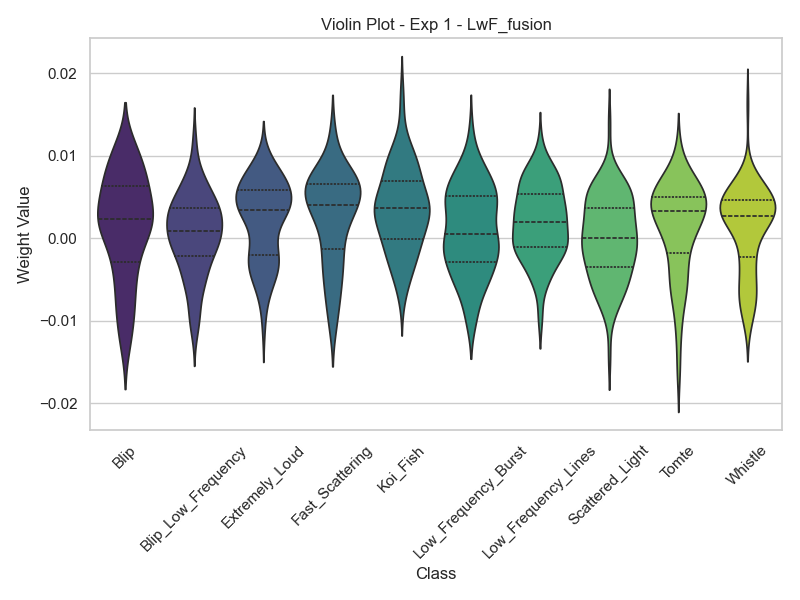 Violin Plot - Exp 1 - LwF_fusion
Weight Value
0.02
0.01
0.00
−0.01
−0.02
Blip
Blip_Low_Frequency
Extremely_Loud
Fast_Scattering
Koi_Fish
Low_Frequency_Burst
Low_Frequency_Lines
Scattered_Light
Tomte
Whistle
Class